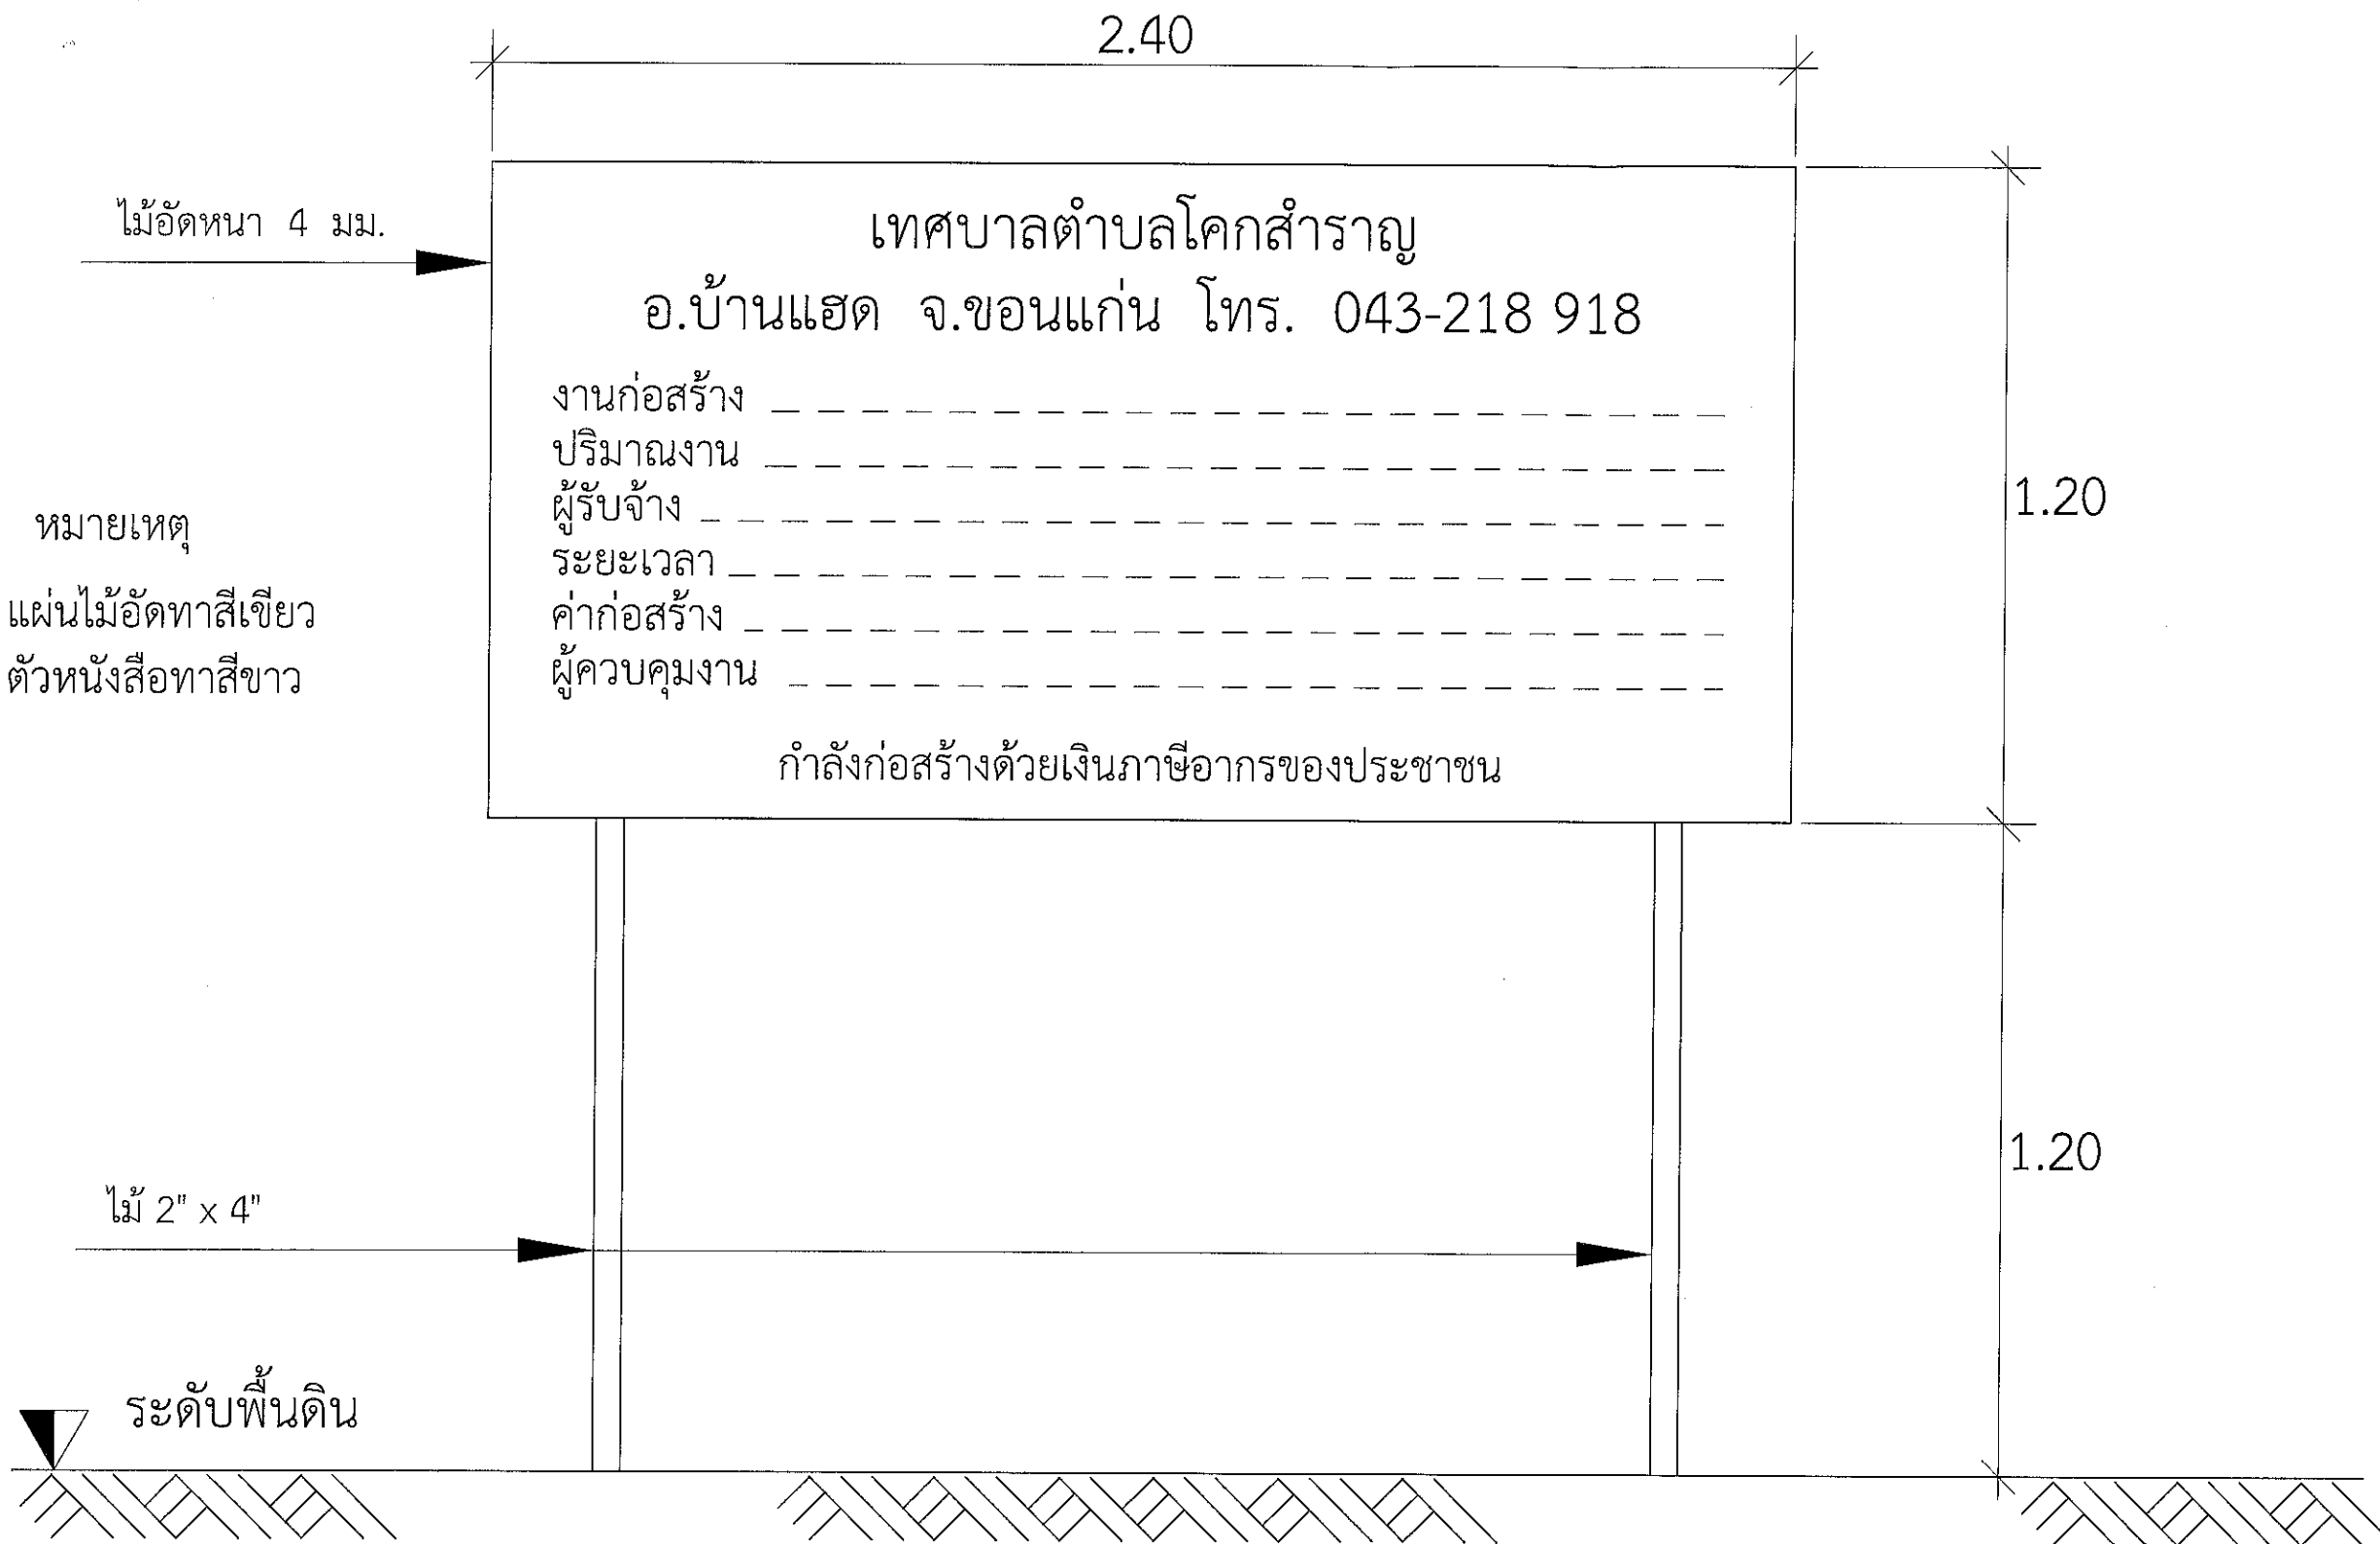 2.40
ไม้อัดหนา 4 มม.
เทศบาลตำบลโคกสำราญ
อ.บ้านแฮด จ.ขอนแก่น โทร. 043-218 918
งานก่อสร้าง
ปริมาณงาน
ผู้รับจ้าง
ระยะเวลา
ค่าก่อสร้าง
ผู้ควบคุมงาน
กำลังก่อสร้างด้วยเงินภาษีอากรของประชาชน
1.20
หมายเหตุ
แผ่นไม้อัดทาสีเขียว
ตัวหนังสือทาสีขาว
1.20
ไม้ 2" x 4"
ระดับพื้นดิน